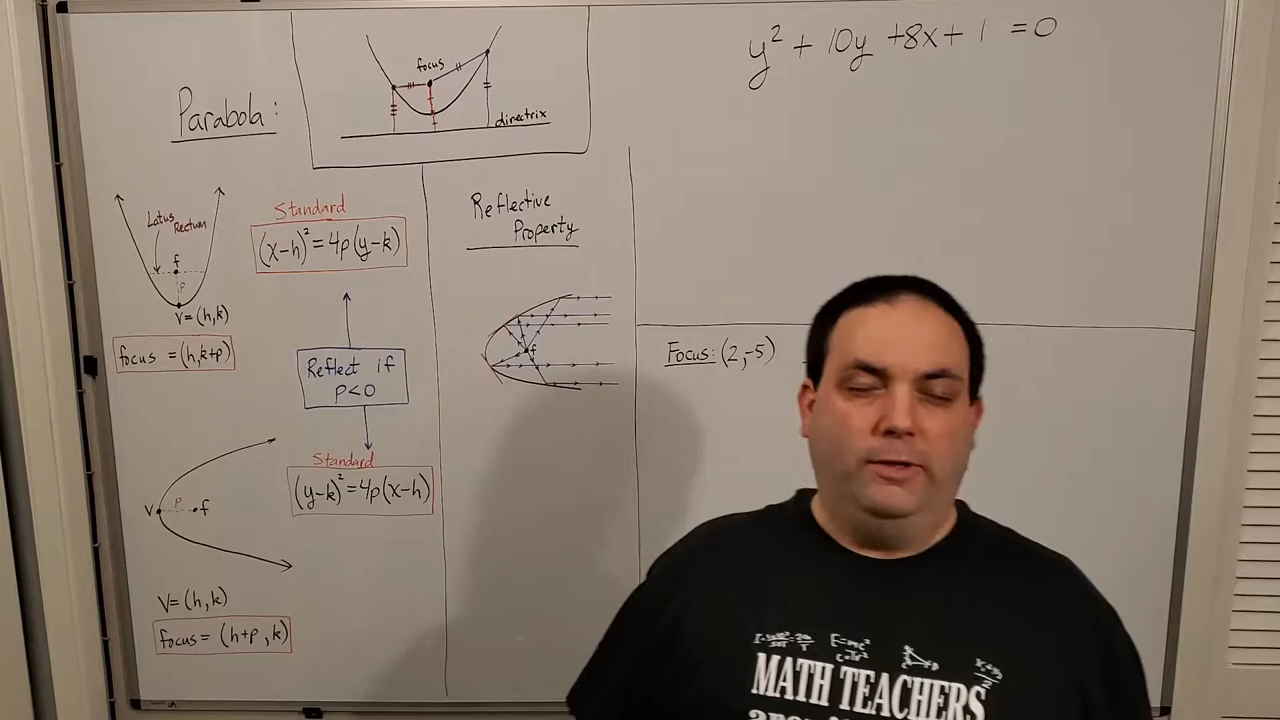 Parabola:
focus
directrix
y² + 10y +8x + 1 = 0
Latus
Rectum
f
p
V=(h,k)
focus =(h,k+p)
Standard
(x-h)²=4p(y-k)
Reflect if
p<0
Standard
(y-k)²=4p(x-h)
V
p
f
V=(h,k)
focus= (h+p,k)
Reflective
Property
f
Focus: (2,-5)
MATH TEACHERS